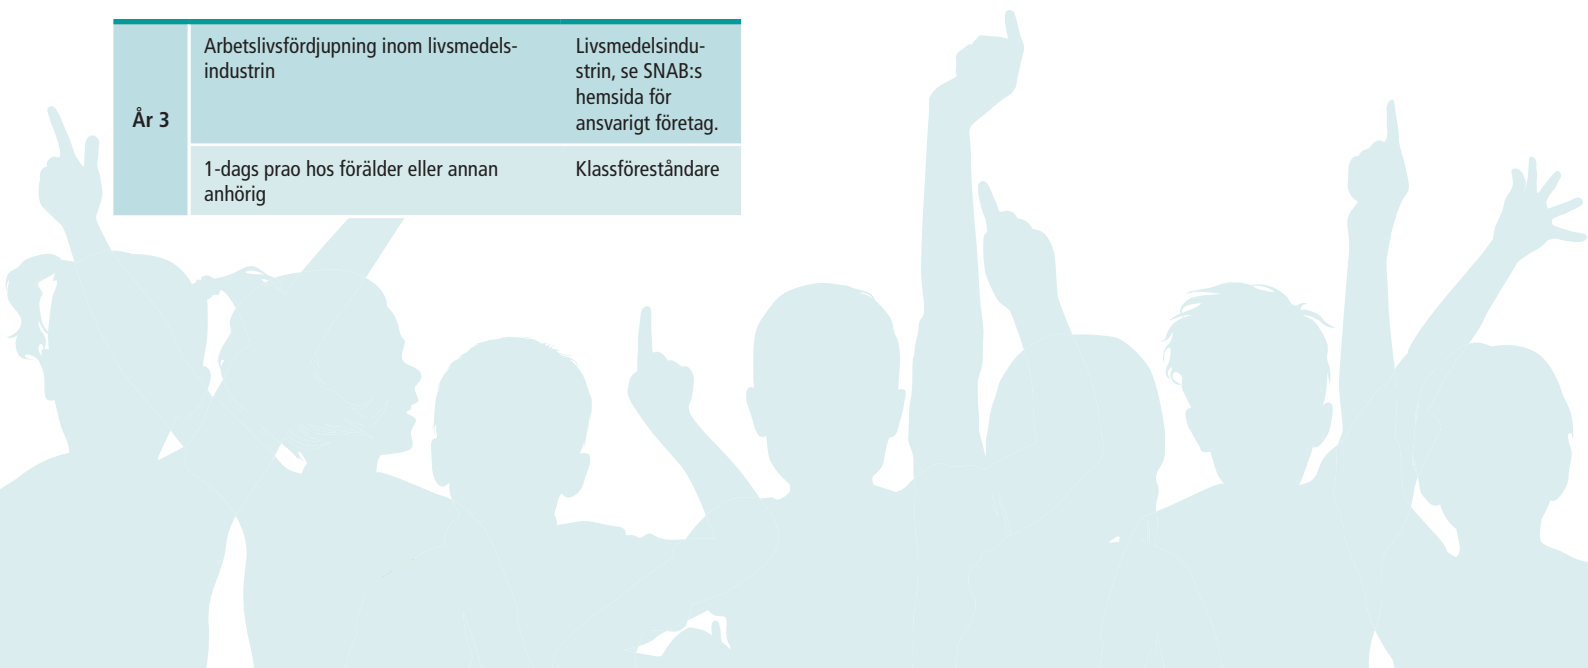 Arbetslivsfördjupning inom livsmedels-
industrin
Livsmedelsindu-
strin, se SNAB:s
hemsida för
ansvarigt företag.
År 3
1-dags prao hos förälder eller annan
anhörig
Klassföreståndare